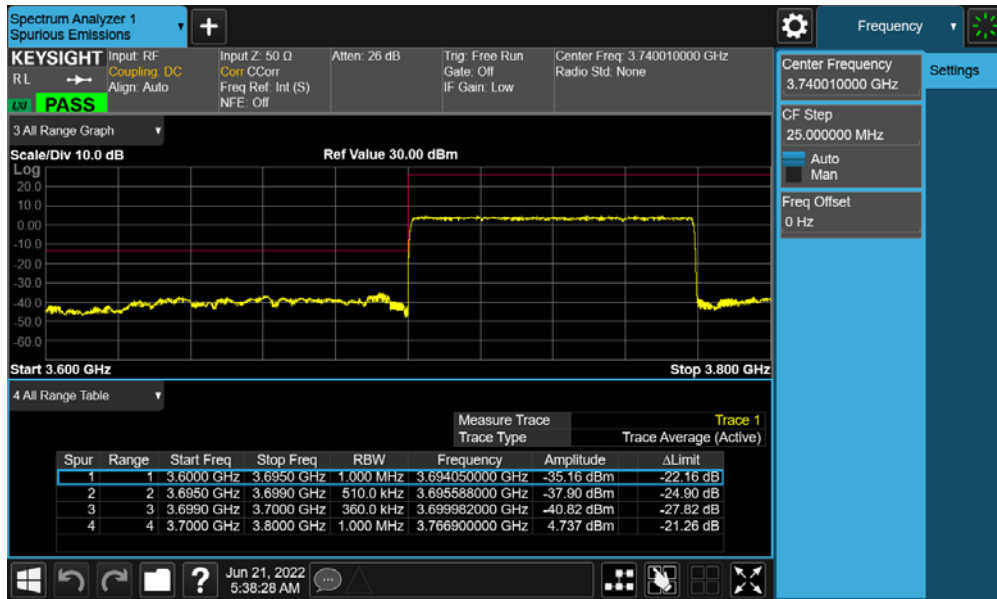 Spectrum Analyzer 1
Spurious Emissions
+
Frequency
KEYSIGHT
R L
LXI PASS
Input: RF
Coupling: DC
Align: Auto
Input Z: 50 Ω
Corr CCorr
Freq Ref: Int (S)
NFE: Off
Atten: 26 dB
Trig: Free Run
Gate: Off
IF Gain: Low
Center Freq: 3.740010000 GHz
Radio Std: None
Center Frequency
3.740010000 GHz
Settings
CF Step
25.000000 MHz
Auto
Man
Freq Offset
0 Hz
3 All Range Graph
Scale/Div 10.0 dB
Ref Value 30.00 dBm
Log
20.0
10.0
0.00
-10.0
-20.0
-30.0
-40.0
-50.0
-60.0
Start 3.600 GHz
Stop 3.800 GHz
4 All Range Table
Measure Trace Trace 1
Trace Type Trace Average (Active)
Spur Range Start Freq Stop Freq RBW Frequency Amplitude ΔLimit
1 1 3.6000 GHz 3.6950 GHz 1.000 MHz 3.694050000 GHz -35.16 dBm -22.16 dB
2 2 3.6950 GHz 3.6990 GHz 510.0 kHz 3.695588000 GHz -37.90 dBm -24.90 dB
3 3 3.6990 GHz 3.7000 GHz 360.0 kHz 3.699982000 GHz -40.82 dBm -27.82 dB
4 4 3.7000 GHz 3.8000 GHz 1.000 MHz 3.766900000 GHz 4.737 dBm -21.26 dB
?
Jun 21, 2022
5:38:28 AM